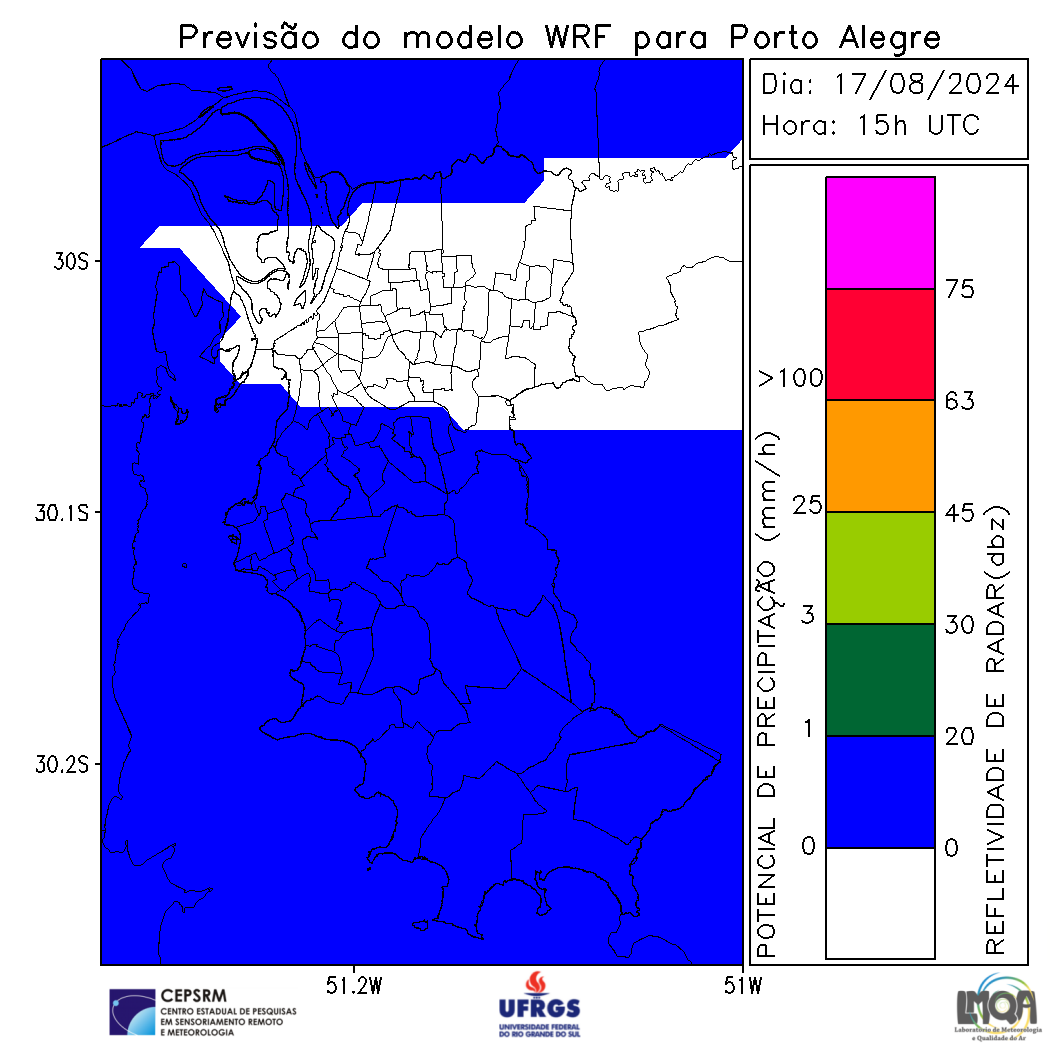 Previsão do modelo WRF para Porto Alegre
Dia: 17/08/2024
Hora: 15h UTC
30S
30.1S
30.2S
51.2W
51W
POTENCIAL DE PRECIPITAÇÃO (mm/h)
>100
25
3
1
0
75
63
45
30
20
0
REFLETIVIDADE DE RADAR(dbz)
CEPSRM
CENTRO ESTADUAL DE PESQUISAS
EM SENSORIAMENTO REMOTO
E METEOROLOGIA
UFRGS
UNIVERSIDADE FEDERAL
DO RIO GRANDE DO SUL
LMQA
Laboratório de Meteorologia
e Qualidade do Ar